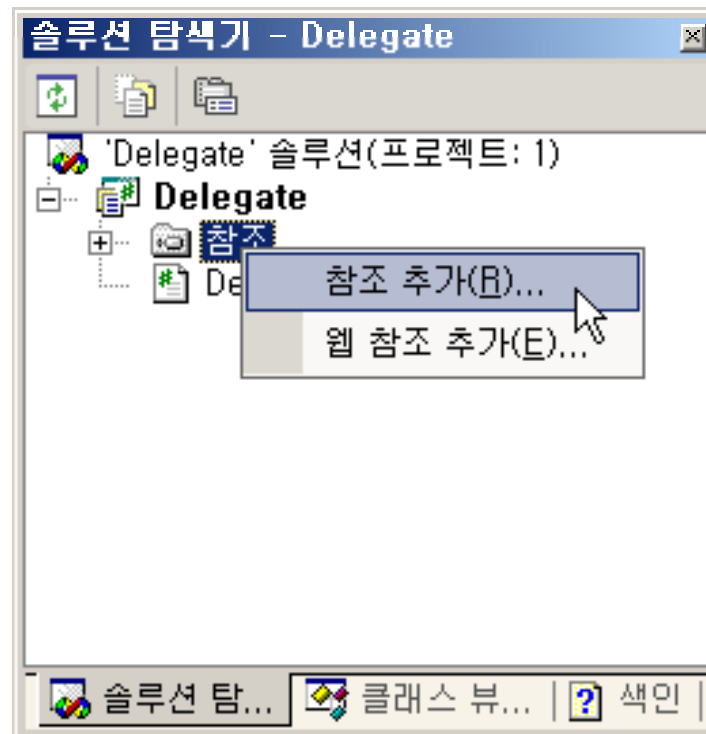 솔루션 탐색기 - Delegate
'Delegate' 솔루션(프로젝트: 1)
Delegate
참조
De
참조 추가(R)...
웹 참조 추가(E)...
솔루션 탐...
클래스 뷰...
색인